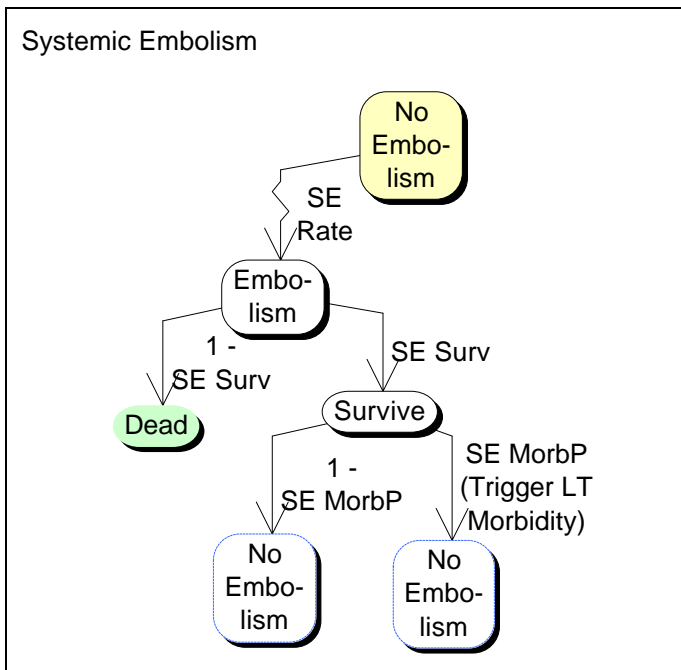 Systemic Embolism
No
Embo-
lism
SE
Rate
Embo-
lism
1 -
SE Surv
SE Surv
Dead
Survive
1 -
SE MorbP
SE MorbP
(Trigger LT
Morbidity)
No
Embo-
lism
No
Embo-
lism